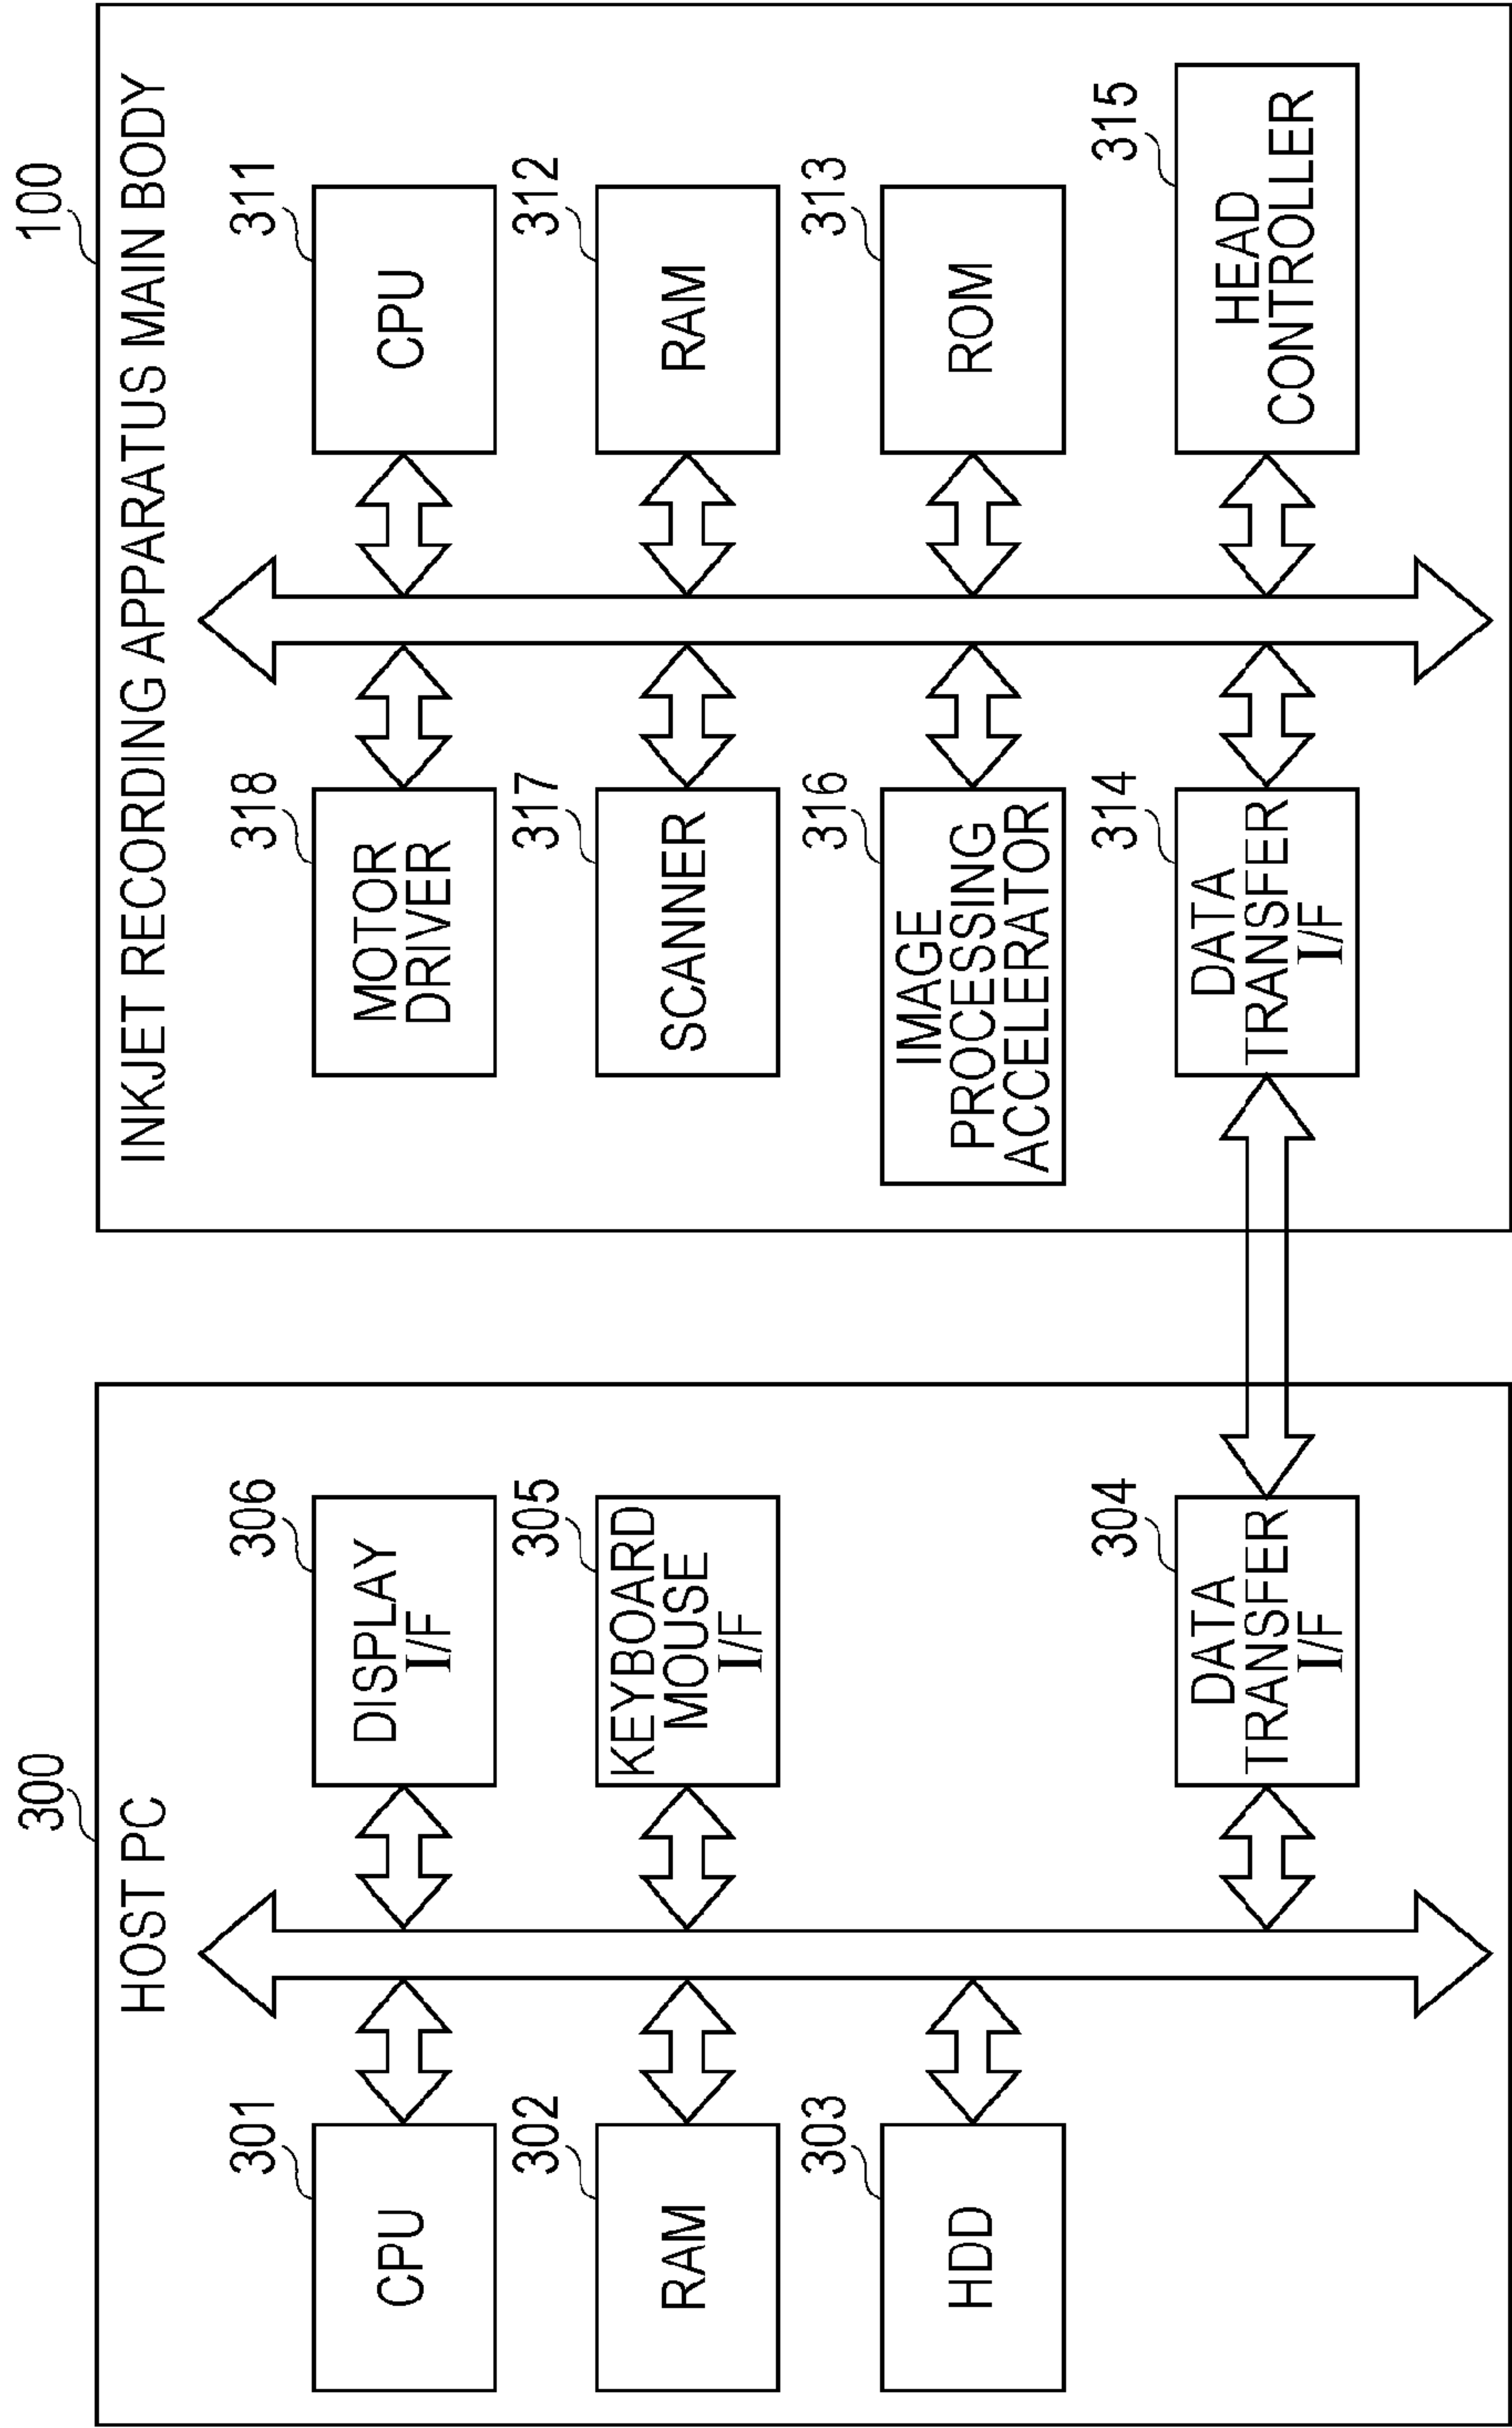 300
HOST PC
301
CPU
306
DISPLAY
I/F
302
RAM
305
KEYBOARD
MOUSE
I/F
303
HDD
304
DATA
TRANSFER
I/F
100
INKJET RECORDING APPARATUS MAIN BODY
318
MOTOR
DRIVER
311
CPU
317
SCANNER
312
RAM
316
IMAGE
PROCESSING
ACCELERATOR
313
ROM
314
DATA
TRANSFER
I/F
315
HEAD
CONTROLLER